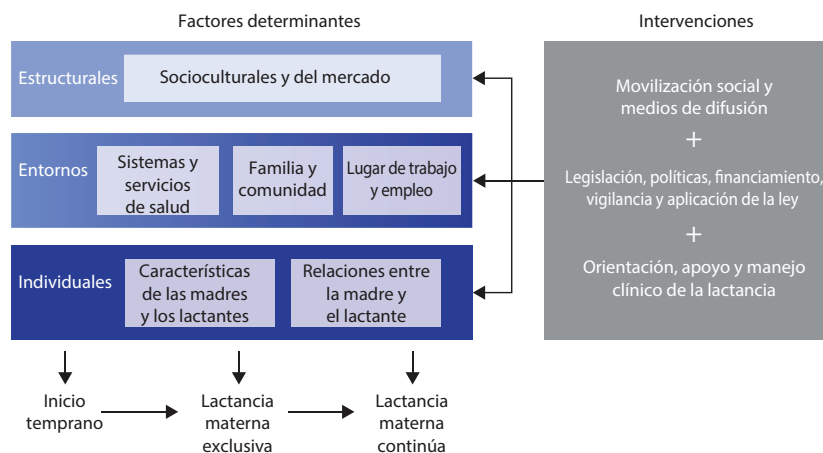 Factores determinantes
Intervenciones
Estructurales
Socioculturales y del mercado
Entornos
Sistemas y
servicios
de salud
Familia y
comunidad
Lugar de trabajo
y empleo
Individuales
Características
de las madres
y los lactantes
Relaciones entre
la madre y
el lactante
Movilización social y
medios de difusión
+
Legislación, políticas, financiamiento,
vigilancia y aplicación de la ley
+
Orientación, apoyo y manejo
clínico de la lactancia
Inicio
temprano
Lactancia
materna
exclusiva
Lactancia
materna
continúa